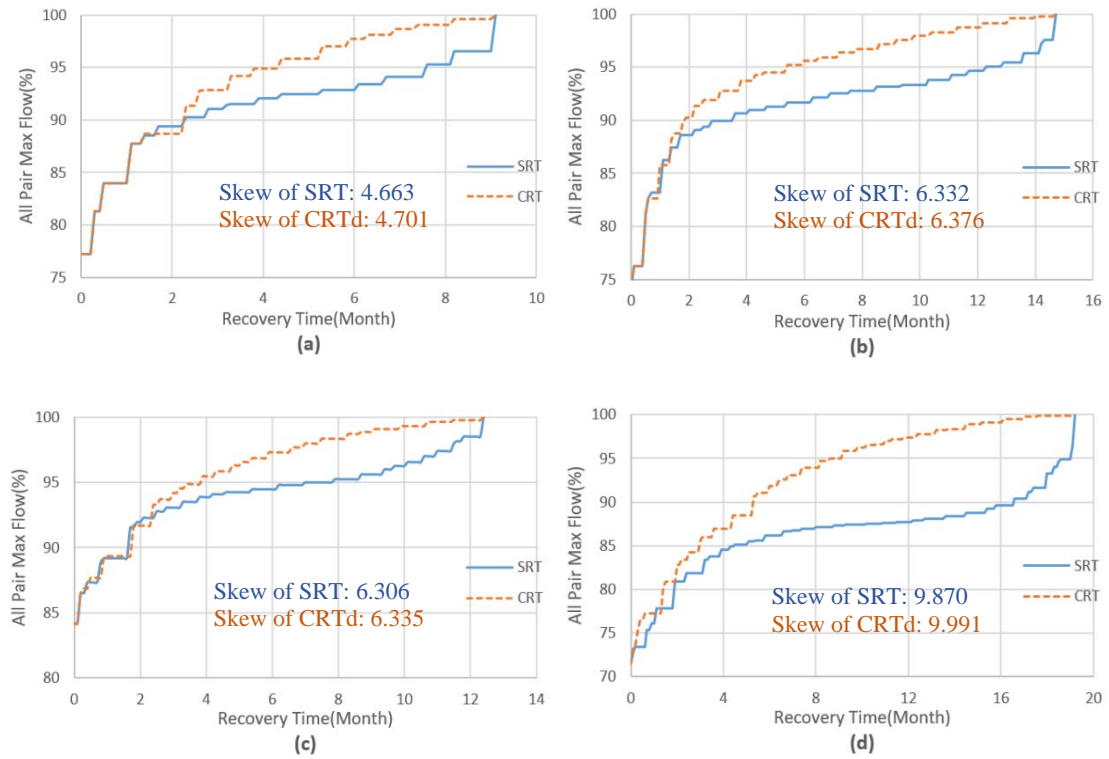 100
95
90
85
80
75
All Pair Max Flow(%)
SRT
CRT
Skew of SRT: 4.663
Skew of CRTd: 4.701
0 2 4 6 8 10
Recovery Time(Month)
(a)
100
95
90
85
80
75
All Pair Max Flow(%)
SRT
CRT
Skew of SRT: 6.332
Skew of CRTd: 6.376
0 2 4 6 8 10 12 14 16
Recovery Time(Month)
(b)
100
95
90
85
80
All Pair Max Flow(%)
SRT
CRT
Skew of SRT: 6.306
Skew of CRTd: 6.335
0 2 4 6 8 10 12 14
Recovery Time(Month)
(c)
100
95
90
85
80
75
70
All Pair Max Flow(%)
SRT
CRT
Skew of SRT: 9.870
Skew of CRTd: 9.991
0 4 8 12 16 20
Recovery Time(Month)
(d)